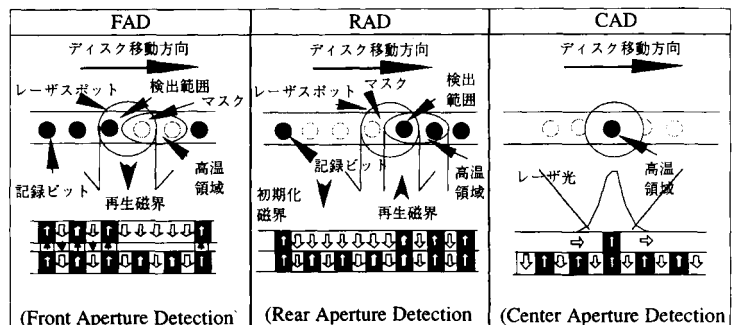 FAD
ディスク移動方向
レーザスポット
検出範囲
マスク
高温領域
記録ビット
再生磁界
(Front Aperture Detection)
RAD
ディスク移動方向
マスク
レーザスポット
検出範囲
記録ビット
高温領域
初期化磁界
再生磁界
(Rear Aperture Detection
CAD
ディスク移動方向
レーザ光
高温領域
(Center Aperture Detection